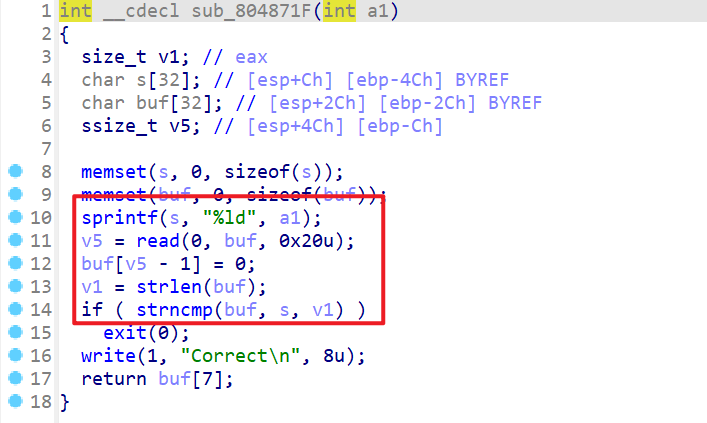 1 int __cdecl sub_804871F(int a1)
2 {
3 size_t v1; // eax
4 char s[32]; // [esp+Ch] [ebp-4Ch] BYREF
5 char buf[32]; // [esp+2Ch] [ebp-2Ch] BYREF
6 ssize_t v5; // [esp+4Ch] [ebp-Ch]
7
8 memset(s, 0, sizeof(s));
9 memset(buf, 0, sizeof(buf));
10 sprintf(s, "%ld", a1);
11 v5 = read(0, buf, 0x20u);
12 buf[v5 - 1] = 0;
13 v1 = strlen(buf);
14 if ( strncmp(buf, s, v1) )
15 exit(0);
16 write(1, "Correct\n", 8u);
17 return buf[7];
18 }